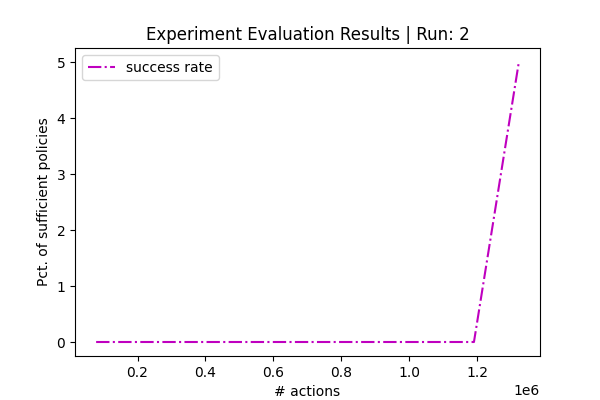 Experiment Evaluation Results | Run: 2
success rate
Pct. of sufficient policies
5
4
3
2
1
0
0.2 0.4 0.6 0.8 1.0 1.2
1e6
# actions